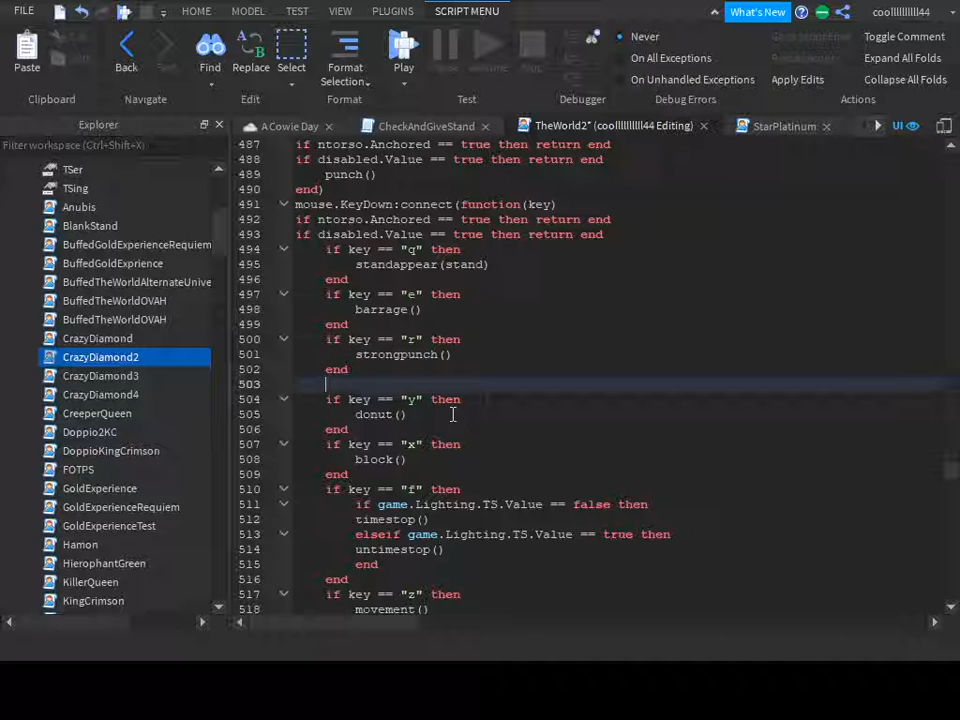 FILE HOME MODEL TEST VIEW PLUGINS SCRIPT MENU What's New coollllllllll44
Paste Back Find Replace Select Format Selection Play
Never
On All Exceptions
On Unhandled Exceptions
Apply Edits
Toggle Comment
Expand All Folds
Collapse All Folds
Clipboard Navigate Edit Format Test Debugger Debug Errors Actions
Explorer
Filter workspace (Ctrl+Shift+X)
A Cowie Day CheckAndGiveStand TheWorld2* (coollllllllll44 Editing) StarPlatinum UI
TSer
TSing
Anubis
BlankStand
BuffedGoldExperienceRequiem
BuffedGoldExprience
BuffedTheWorldAlternateUnive
BuffedTheWorldOVAH
BuffedTheWorldOVAH
CrazyDiamond
CrazyDiamond2
CrazyDiamond3
CrazyDiamond4
CreeperQueen
Doppio2KC
DoppioKingCrimson
FOTPS
GoldExperience
GoldExperienceRequiem
GoldExperienceTest
Hamon
HierophantGreen
KillerQueen
KingCrimson
487 if ntorso.Anchored == true then return end
488 if disabled.Value == true then return end
489 punch()
490 end)
491 mouse.KeyDown:connect(function(key)
492 if ntorso.Anchored == true then return end
493 if disabled.Value == true then return end
494 if key == "q" then
495 standappear(stand)
496 end
497 if key == "e" then
498 barrage()
499 end
500 if key == "r" then
501 strongpunch()
502 end
503
504 if key == "y" then
505 donut()
506 end
507 if key == "x" then
508 block()
509 end
510 if key == "f" then
511 if game.Lighting.TS.Value == false then
512 timestop()
513 elseif game.Lighting.TS.Value == true then
514 untimestop()
515 end
516 end
517 if key == "z" then
518 movement()